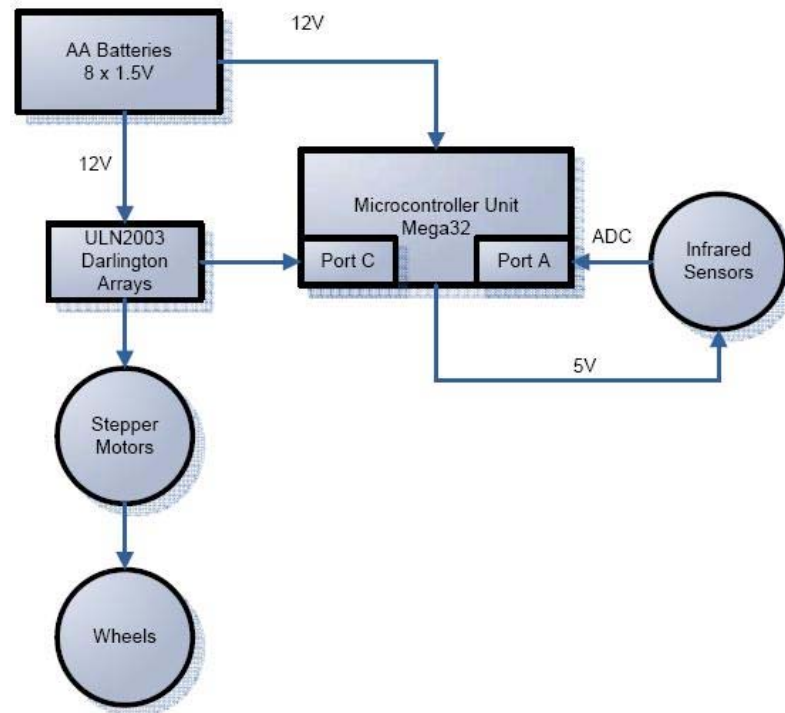 AA Batteries
8 x 1.5V
12V
12V
Microcontroller Unit
Mega32
Port C
Port A
ADC
Infrared
Sensors
ULN2003
Darlington
Arrays
5V
Stepper
Motors
Wheels